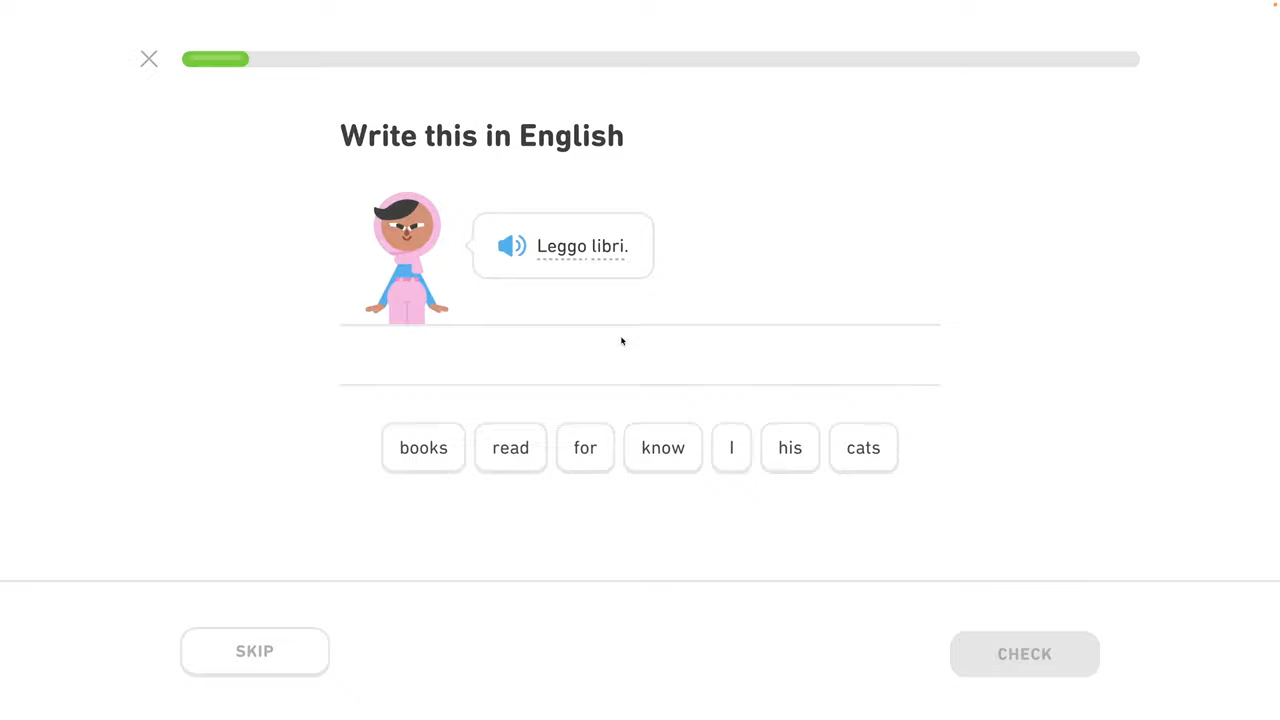 Write this in English
Leggo libri.
books read for know I his cats
SKIP CHECK